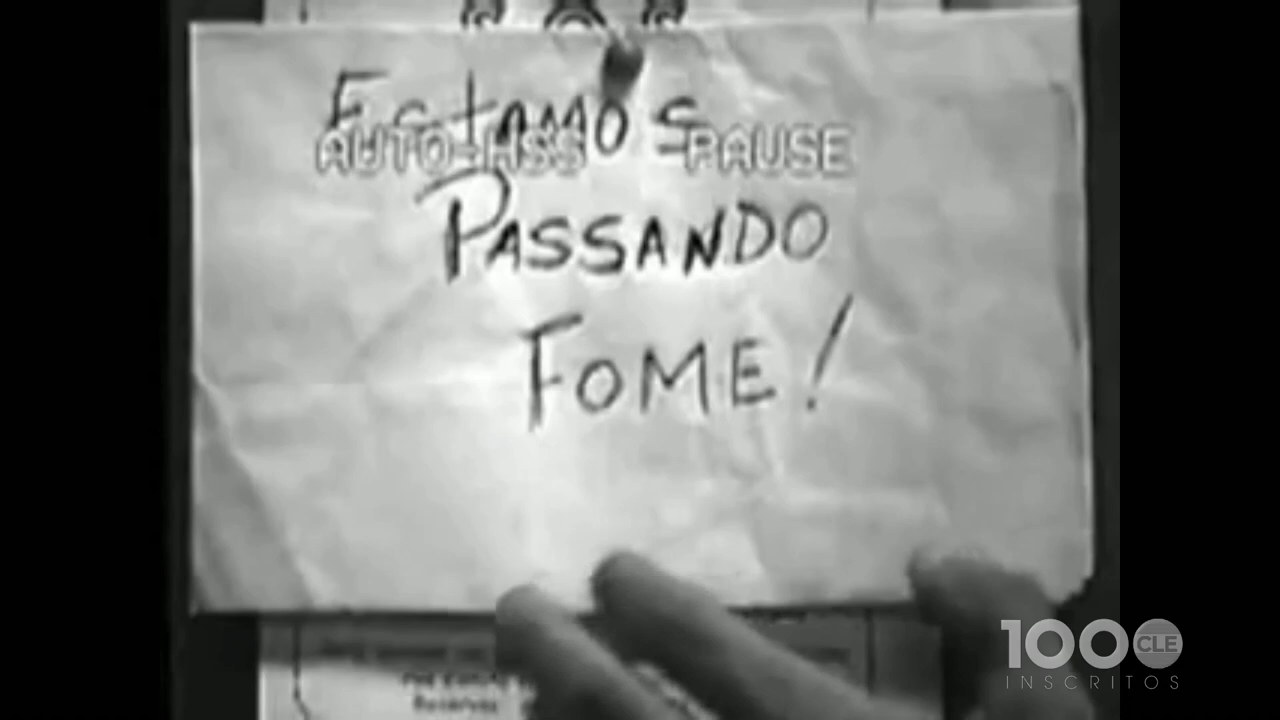 Estamos
AUTO-HSS PAUSE
PASSANDO
FOME!
100 CLE
INSCRITOS